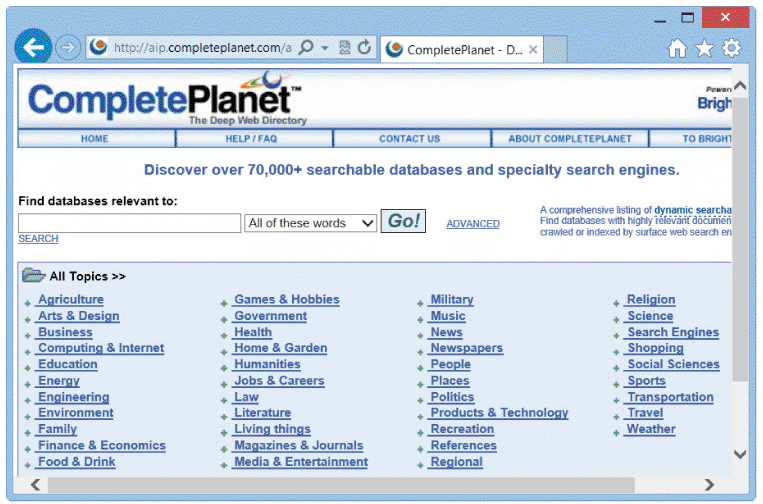 http://aip.completeplanet.com/a
CompletePlanet - D...
CompletePlanet™
The Deep Web Directory
Power
Brigh
HOME
HELP / FAQ
CONTACT US
ABOUT COMPLETEPLANET
TO BRIGHT
Discover over 70,000+ searchable databases and specialty search engines.
Find databases relevant to:
All of these words
Go!
ADVANCED
SEARCH
A comprehensive listing of dynamic searcha
Find databases with highly relevant documen
crawled or indexed by surface web search en
All Topics >>
Agriculture
Arts & Design
Business
Computing & Internet
Education
Energy
Engineering
Environment
Family
Finance & Economics
Food & Drink
Games & Hobbies
Government
Health
Home & Garden
Humanities
Jobs & Careers
Law
Literature
Living things
Magazines & Journals
Media & Entertainment
Military
Music
News
Newspapers
People
Places
Politics
Products & Technology
Recreation
References
Regional
Religion
Science
Search Engines
Shopping
Social Sciences
Sports
Transportation
Travel
Weather